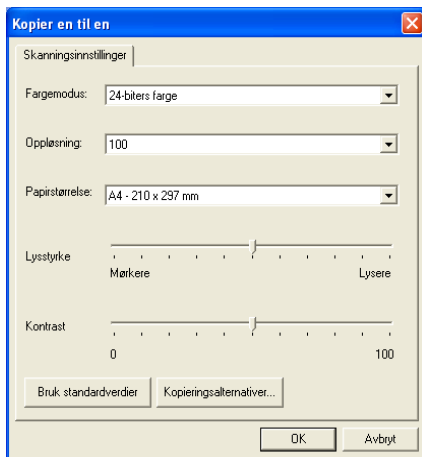 Kopier en til en
Skanningsinnstillinger
Fargemodus: 24-biters farge
Oppløsning: 100
Papirstørrelse: A4 - 210 x 297 mm
Lysstyrke
Mørkere Lysere
Kontrast
0 100
Bruk standardverdier Kopieringsalternativer...
OK Avbryt